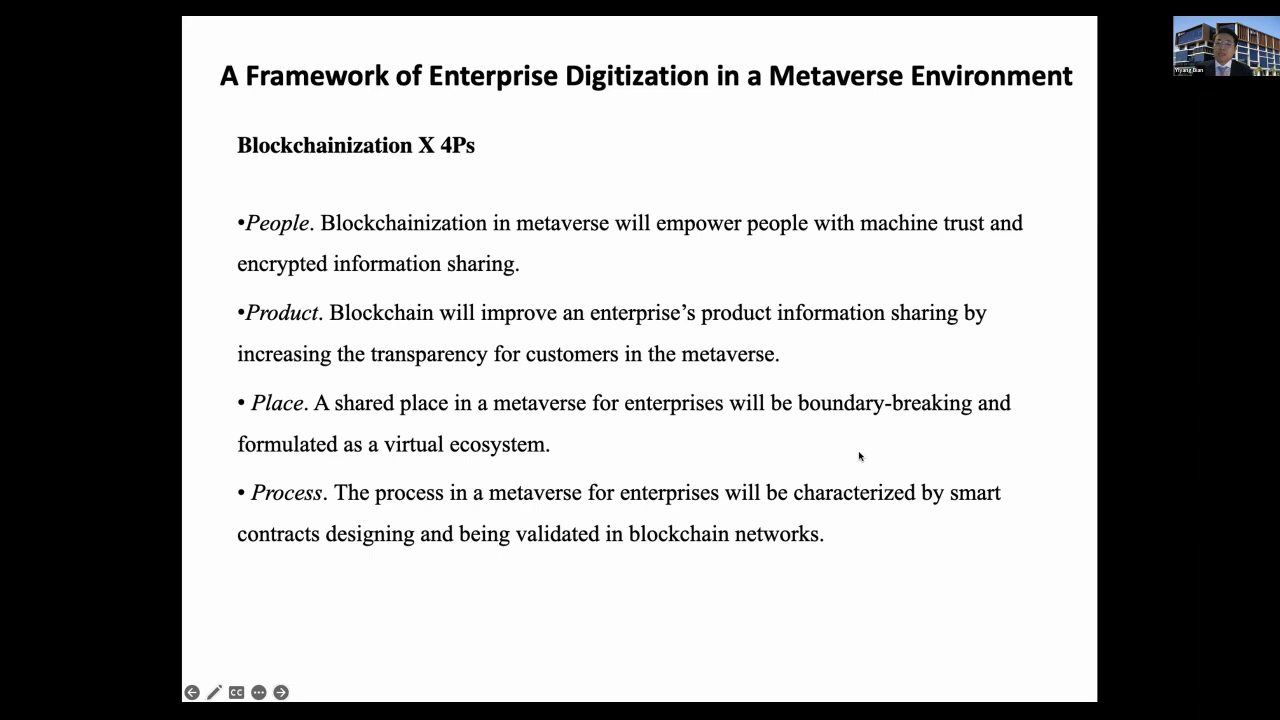 A Framework of Enterprise Digitization in a Metaverse Environment
Yiyang Bian
Blockchainization X 4Ps
•People. Blockchainization in metaverse will empower people with machine trust and
encrypted information sharing.
•Product. Blockchain will improve an enterprise’s product information sharing by
increasing the transparency for customers in the metaverse.
• Place. A shared place in a metaverse for enterprises will be boundary-breaking and
formulated as a virtual ecosystem.
• Process. The process in a metaverse for enterprises will be characterized by smart
contracts designing and being validated in blockchain networks.
CC